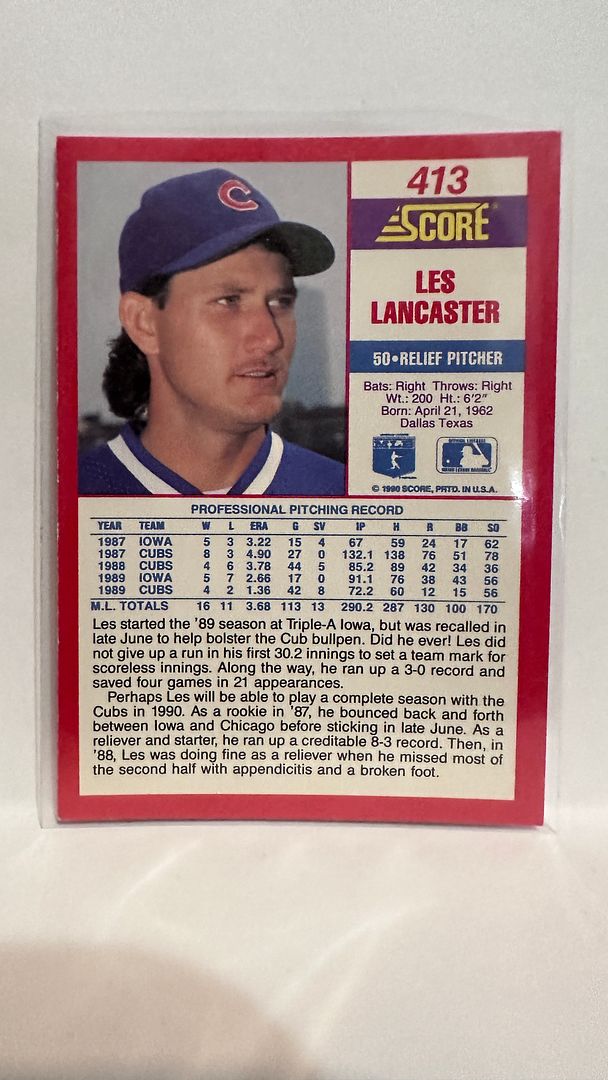 C
413
SCORE®
LES
LANCASTER
50•RELIEF PITCHER
Bats: Right Throws: Right
Wt.: 200 Ht.: 6'2"
Born: April 21, 1962
Dallas Texas
© 1990 SCORE, PRTD. IN U.S.A.
PROFESSIONAL PITCHING RECORD
YEAR TEAM W L ERA G SV IP H R BB SO
1987 IOWA 5 3 3.22 15 4 67 59 24 17 62
1987 CUBS 8 3 4.90 27 0 132.1 138 76 51 78
1988 CUBS 4 6 3.78 44 5 85.2 89 42 34 36
1989 IOWA 5 7 2.66 17 0 91.1 76 38 43 56
1989 CUBS 4 2 1.36 42 8 72.2 60 12 15 56
M.L. TOTALS 16 11 3.68 113 13 290.2 287 130 100 170
Les started the '89 season at Triple-A Iowa, but was recalled in
late June to help bolster the Cub bullpen. Did he ever! Les did
not give up a run in his first 30.2 innings to set a team mark for
scoreless innings. Along the way, he ran up a 3-0 record and
saved four games in 21 appearances.
Perhaps Les will be able to play a complete season with the
Cubs in 1990. As a rookie in '87, he bounced back and forth
between Iowa and Chicago before sticking in late June. As a
reliever and starter, he ran up a creditable 8-3 record. Then, in
'88, Les was doing fine as a reliever when he missed most of
the second half with appendicitis and a broken foot.